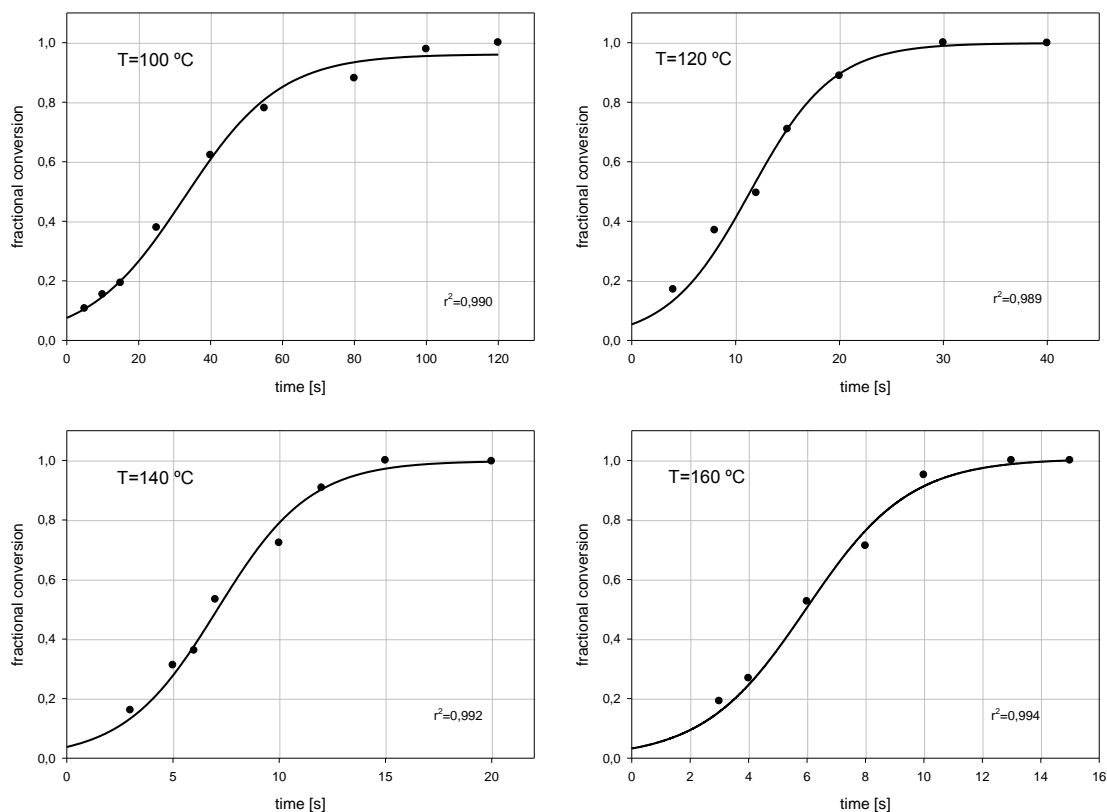 T=100 ºC
fractional conversion
1,0
0,8
0,6
0,4
0,2
0,0
r²=0,990
0 20 40 60 80 100 120
time [s]
T=120 ºC
fractional conversion
1,0
0,8
0,6
0,4
0,2
0,0
r²=0,989
0 10 20 30 40
time [s]
T=140 ºC
fractional conversion
1,0
0,8
0,6
0,4
0,2
0,0
r²=0,992
0 5 10 15 20
time [s]
T=160 ºC
fractional conversion
1,0
0,8
0,6
0,4
0,2
0,0
r²=0,994
0 2 4 6 8 10 12 14 16
time [s]